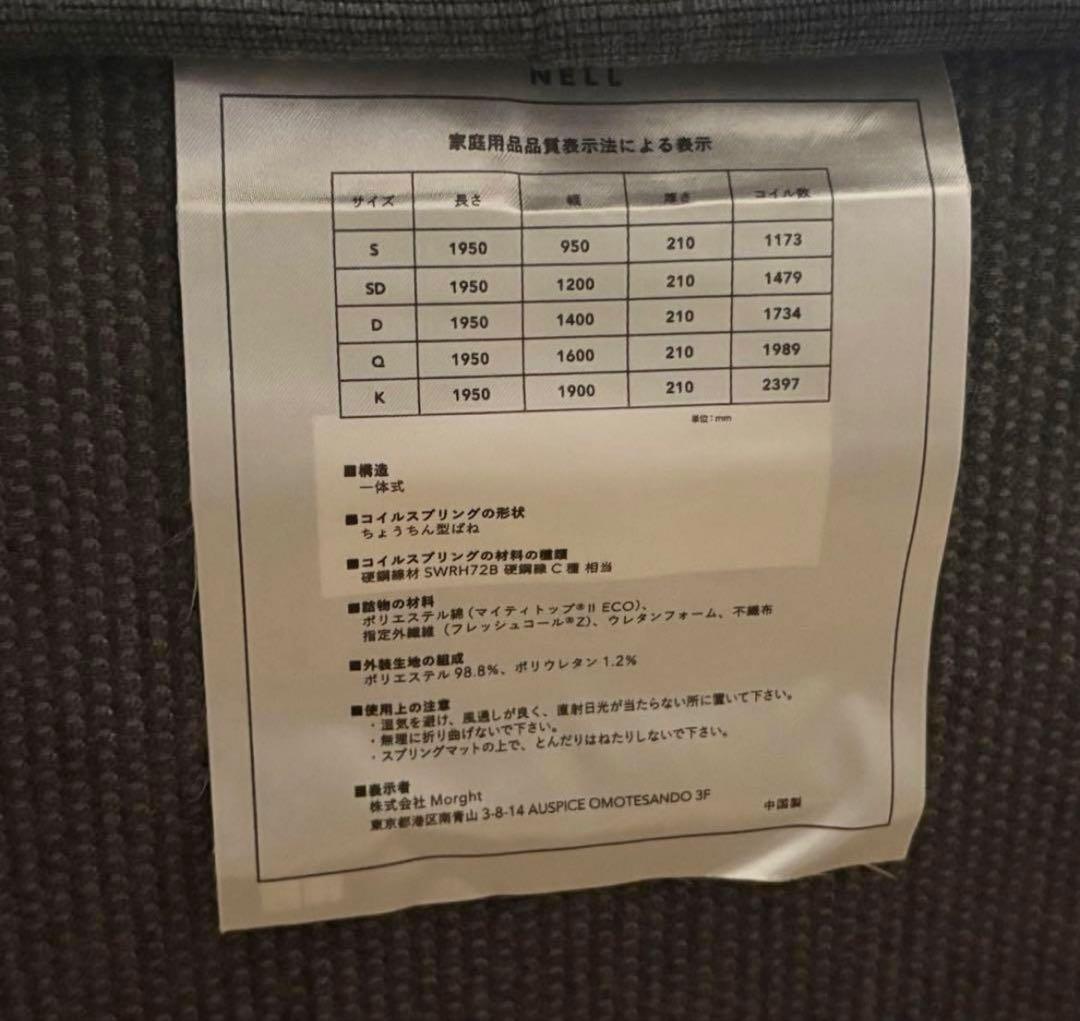 NELL
家庭用品品質表示法による表示
サイズ 長さ 幅 厚さ コイル数
S 1950 950 210 1173
SD 1950 1200 210 1479
D 1950 1400 210 1734
Q 1950 1600 210 1989
K 1950 1900 210 2397
単位:mm
■構造
一体式
■コイルスプリングの形状
ちょうちん型ばね
■コイルスプリングの材料の種類
硬鋼線材 SWRH72B 硬鋼線 C 種 相当
■詰物の材料
ポリエステル綿(マイティトップ®II ECO)、
指定外繊維(フレッシュコール®Z)、ウレタンフォーム、不織布
■外装生地の組成
ポリエステル 98.8%、ポリウレタン 1.2%
■使用上の注意
・湿気を避け、風通しが良く、直射日光が当たらない所に置いて下さい。
・無理に折り曲げないで下さい。
・スプリングマットの上で、とんだりはねたりしないで下さい。
■表示者
株式会社 Morght
東京都港区南青山 3-8-14 AUSPICE OMOTESANDO 3F
中国製